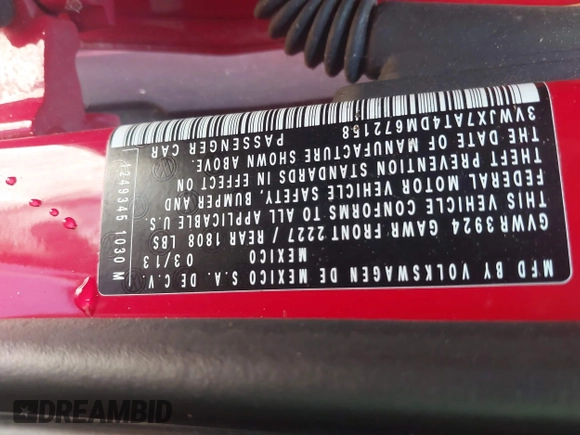 MFD BY VOLKSWAGEN DE MEXICO S.A. DE C.V.
MEXICO 03/13
GVWR 3924 GAWR FRONT 2227 / REAR 1808 LBS
THIS VEHICLE CONFORMS TO ALL APPLICABLE U.S.
FEDERAL MOTOR VEHICLE SAFETY, BUMPER AND
THEFT PREVENTION STANDARDS IN EFFECT ON
THE DATE OF MANUFACTURE SHOWN ABOVE.
3VWJX7AT4DM672158 PASSENGER CAR
1249345 1030 M
DREAMBID